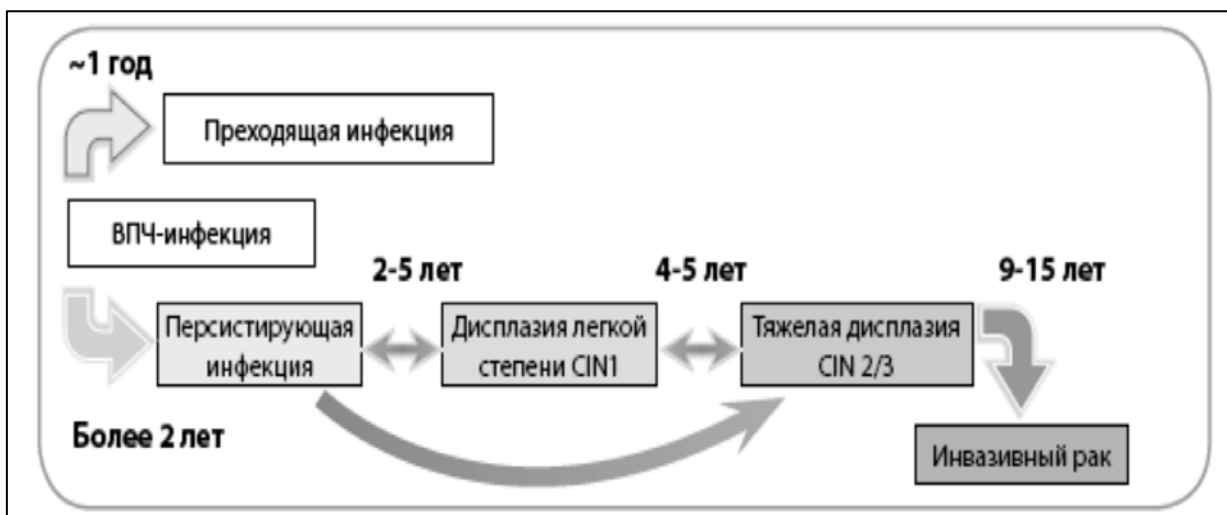 ~1 год
Преходящая инфекция
ВПЧ-инфекция
2-5 лет
4-5 лет
9-15 лет
Персистирующая
инфекция
Дисплазия легкой
степени CIN1
Тяжелая дисплазия
CIN 2/3
Более 2 лет
Инвазивный рак